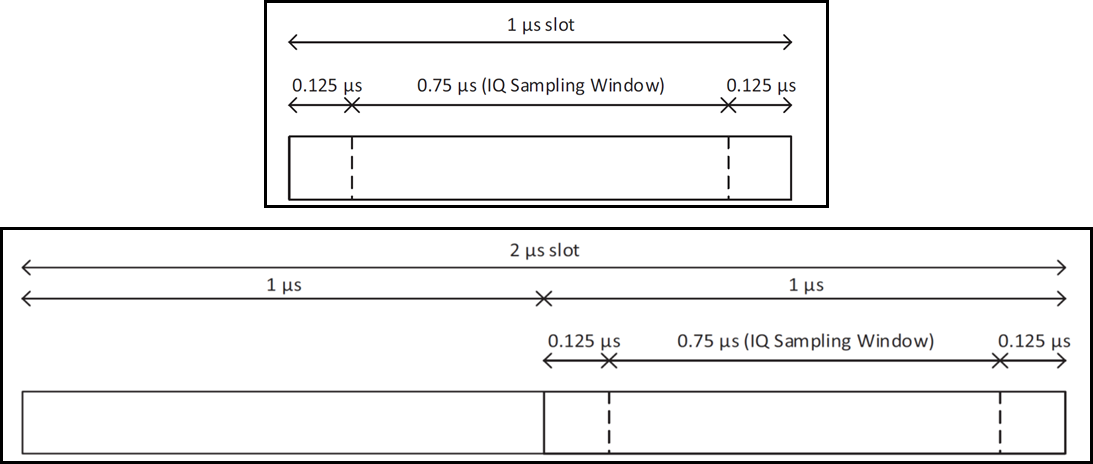 1 µs slot
0.125 µs 0.75 µs (IQ Sampling Window) 0.125 µs
2 µs slot
1 µs 1 µs
0.125 µs 0.75 µs (IQ Sampling Window) 0.125 µs